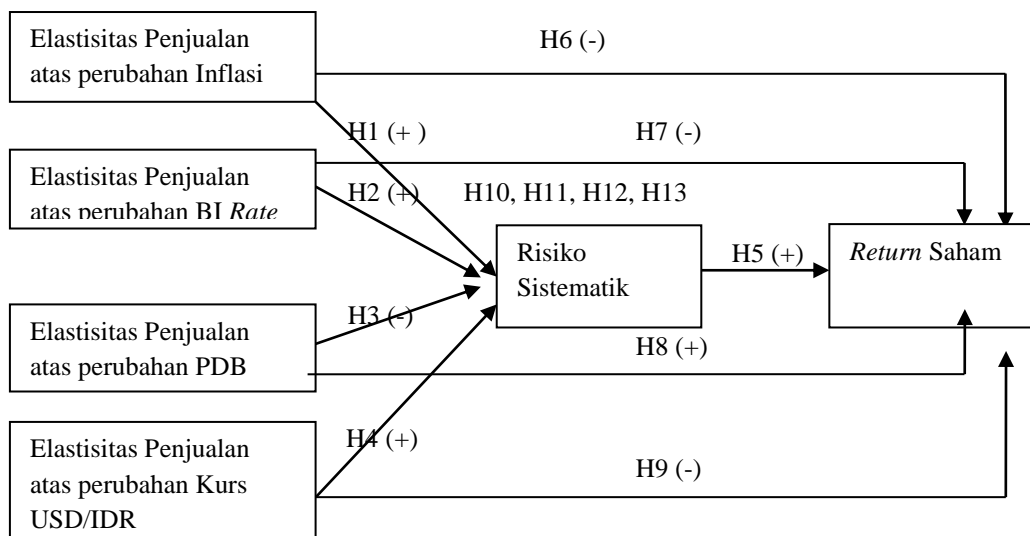 Elastisitas Penjualan
atas perubahan Inflasi
H6 (-)
H1 (+ )
H7 (-)
Elastisitas Penjualan
atas perubahan BI Rate
H2 (+)
H10, H11, H12, H13
Risiko
Sistematik
H5 (+)
Return Saham
Elastisitas Penjualan
atas perubahan PDB
H3 (-)
H8 (+)
Elastisitas Penjualan
atas perubahan Kurs
USD/IDR
H4 (+)
H9 (-)